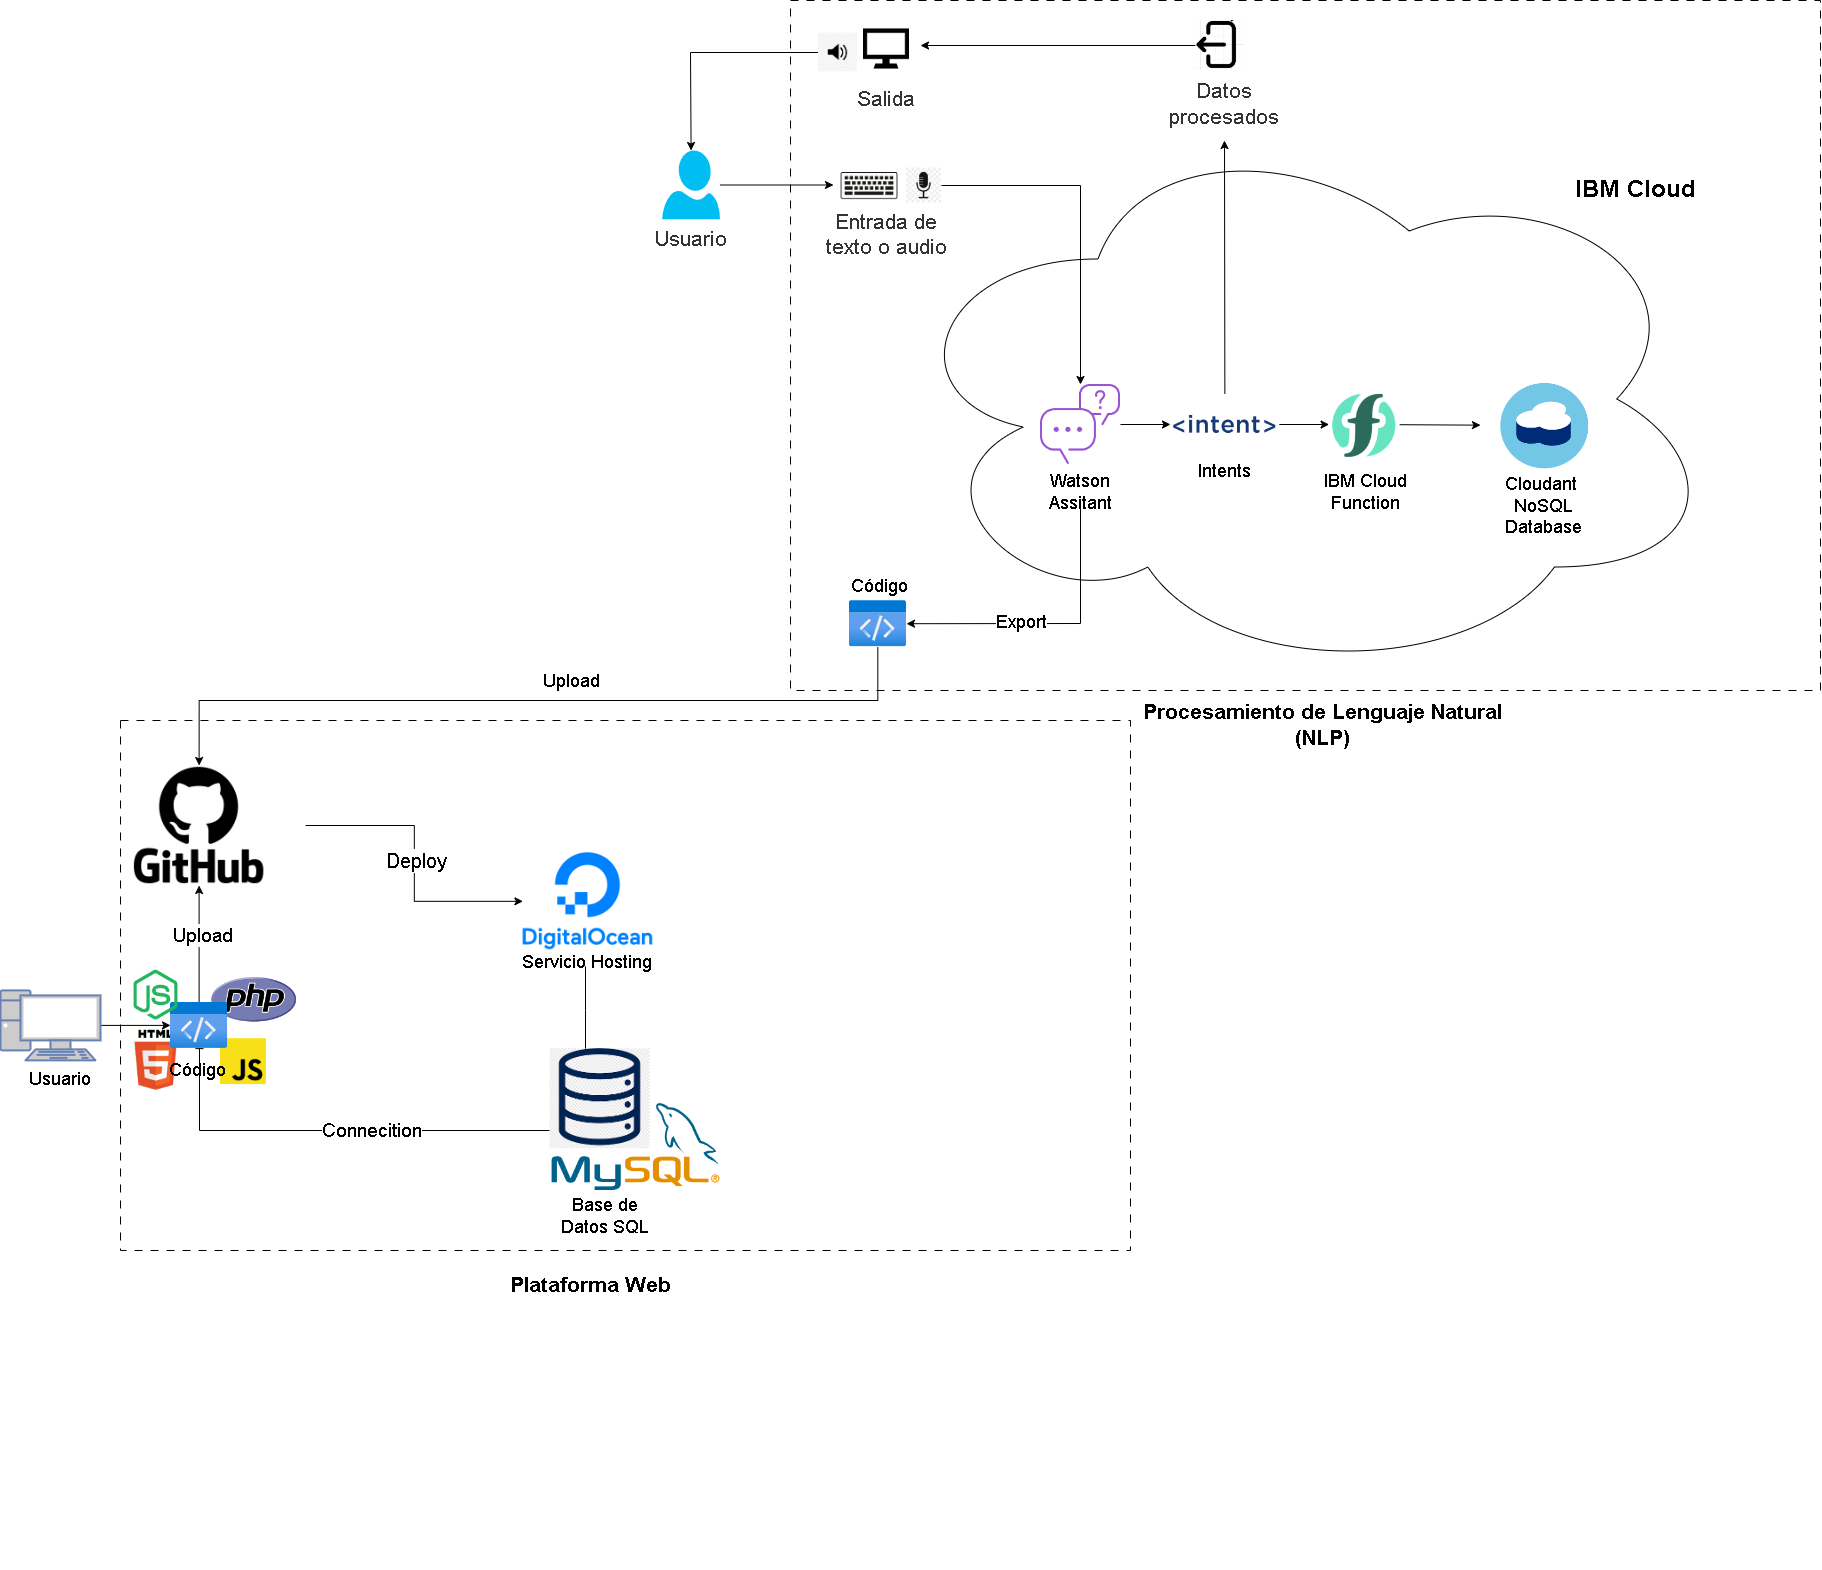 Salida
Datos
procesados
IBM Cloud
Usuario
Entrada de
texto o audio
?
<intent>
Watson
Assitant
Intents
IBM Cloud
Function
Cloudant
NoSQL
Database
Código
</>
Export
Upload
Procesamiento de Lenguaje Natural
(NLP)
GitHub
Deploy
DigitalOcean
Servicio Hosting
Upload
JS
php
</>
HTML
5
JS
Código
Usuario
Connecition
MySQL®
Base de
Datos SQL
Plataforma Web